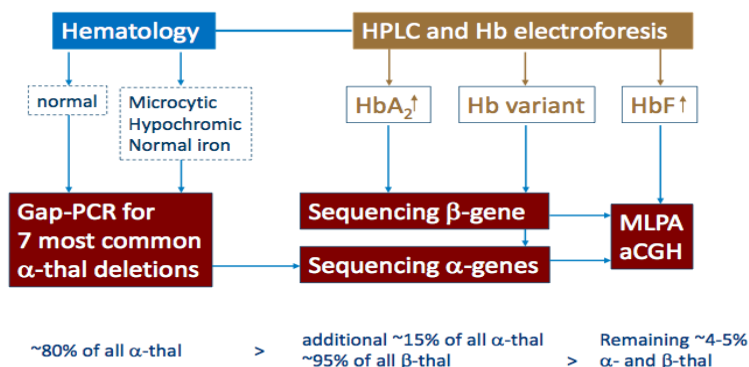 Hematology
HPLC and Hb electroforesis
normal
Microcytic
Hypochromic
Normal iron
HbA₂↑
Hb variant
HbF↑
Gap-PCR for
7 most common
α-thal deletions
Sequencing β-gene
Sequencing α-genes
MLPA
aCGH
~80% of all α-thal
>
additional ~15% of all α-thal
~95% of all β-thal
>
Remaining ~4-5%
α- and β-thal